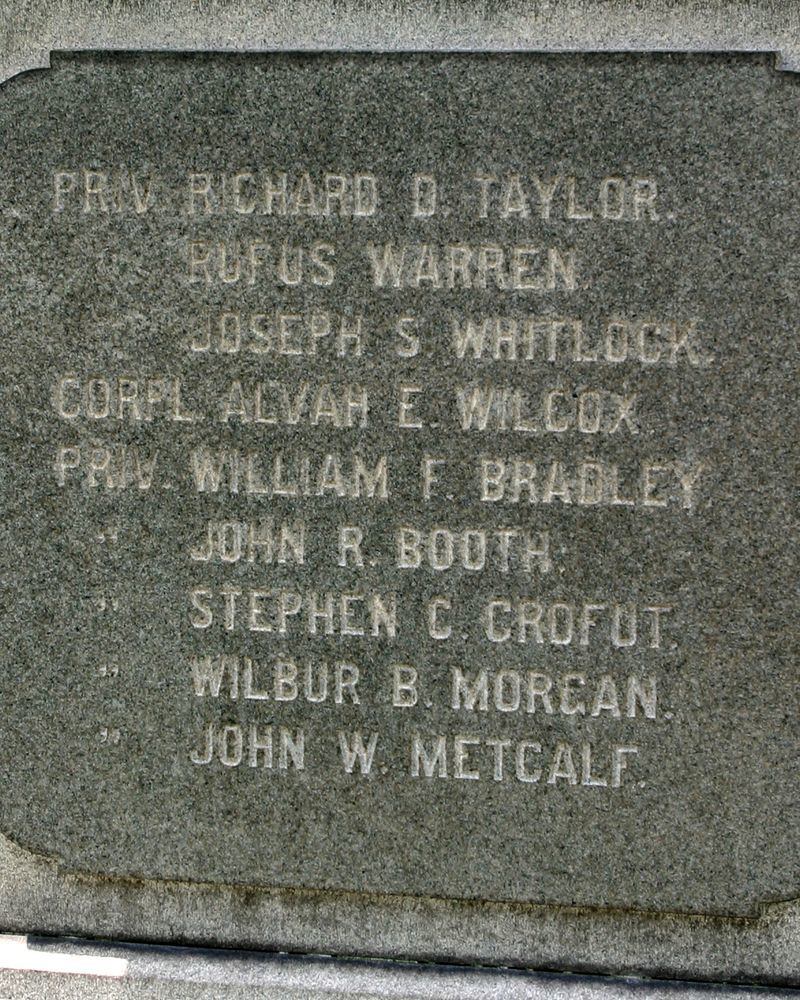 PRIV. RICHARD D. TAYLOR.
" RUFUS WARREN.
" JOSEPH S. WHITLOCK.
CORPL. ALVAH E. WILCOX.
PRIV. WILLIAM F. BRADLEY.
" JOHN R. BOOTH.
" STEPHEN C. CROFUT.
" WILBUR B. MORGAN.
" JOHN W. METCALF.